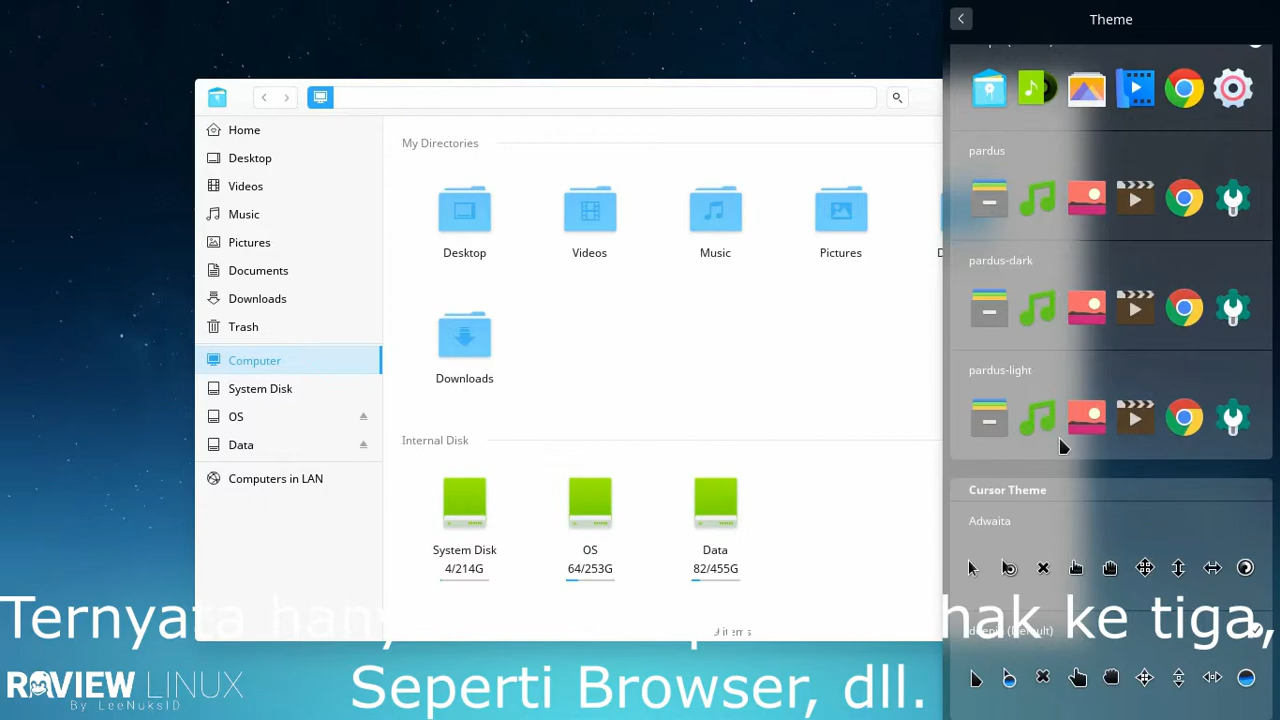 Theme
Home
Desktop
Videos
Music
Pictures
Documents
Downloads
Trash
Computer
System Disk
OS
Data
Computers in LAN
My Directories
Desktop
Videos
Music
Pictures
Downloads
Internal Disk
System Disk
4/214G
OS
64/253G
Data
82/455G
items
pardus
pardus-dark
pardus-light
Cursor Theme
Adwaita
(Default)
Ternyata ke tiga,
Seperti Browser, dll.
REVIEW LINUX
By LeeNuksID